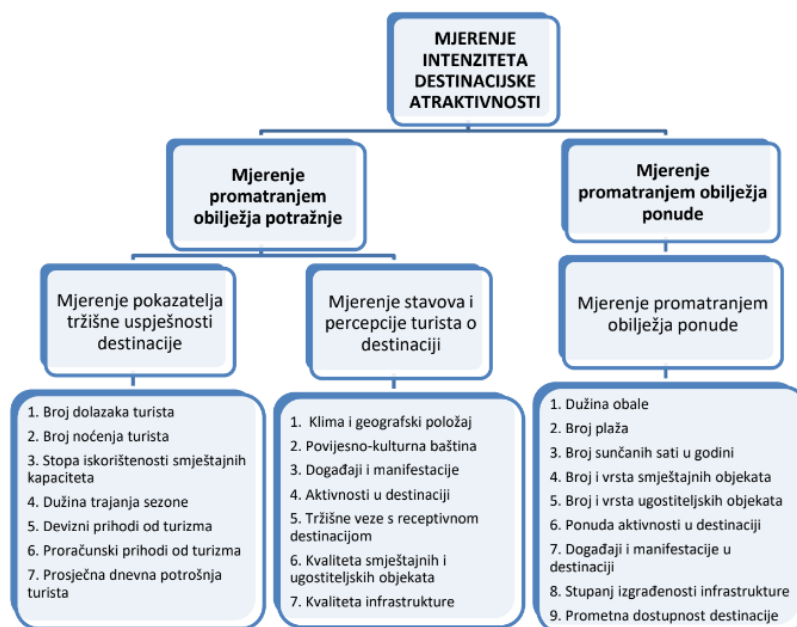 MJERENJE
INTENZITETA
DESTINACIJSKE
ATRAKTIVNOSTI
Mjerenje
promatranjem
obilježja potražnje
Mjerenje
promatranjem obilježja
ponude
Mjerenje pokazatelja
tržišne uspješnosti
destinacije
Mjerenje stavova i
percepcije turista o
destinaciji
Mjerenje promatranjem
obilježja ponude
1. Broj dolazaka turista
2. Broj noćenja turista
3. Stopa iskorištenosti smještajnih
kapaciteta
4. Dužina trajanja sezone
5. Devizni prihodi od turizma
6. Proračunski prihodi od turizma
7. Prosječna dnevna potrošnja
turista
1. Klima i geografski položaj
2. Povijesno-kulturna baština
3. Događaji i manifestacije
4. Aktivnosti u destinaciji
5. Tržišne veze s receptivnom
destinacijom
6. Kvaliteta smještajnih i
ugostiteljskih objekata
7. Kvaliteta infrastrukture
1. Dužina obale
2. Broj plaža
3. Broj sunčanih sati u godini
4. Broj i vrsta smještajnih objekata
5. Broj i vrsta ugostiteljskih objekata
6. Ponuda aktivnosti u destinaciji
7. Događaji i manifestacije u
destinaciji
8. Stupanj izgrađenosti infrastrukture
9. Prometna dostupnost destinacije